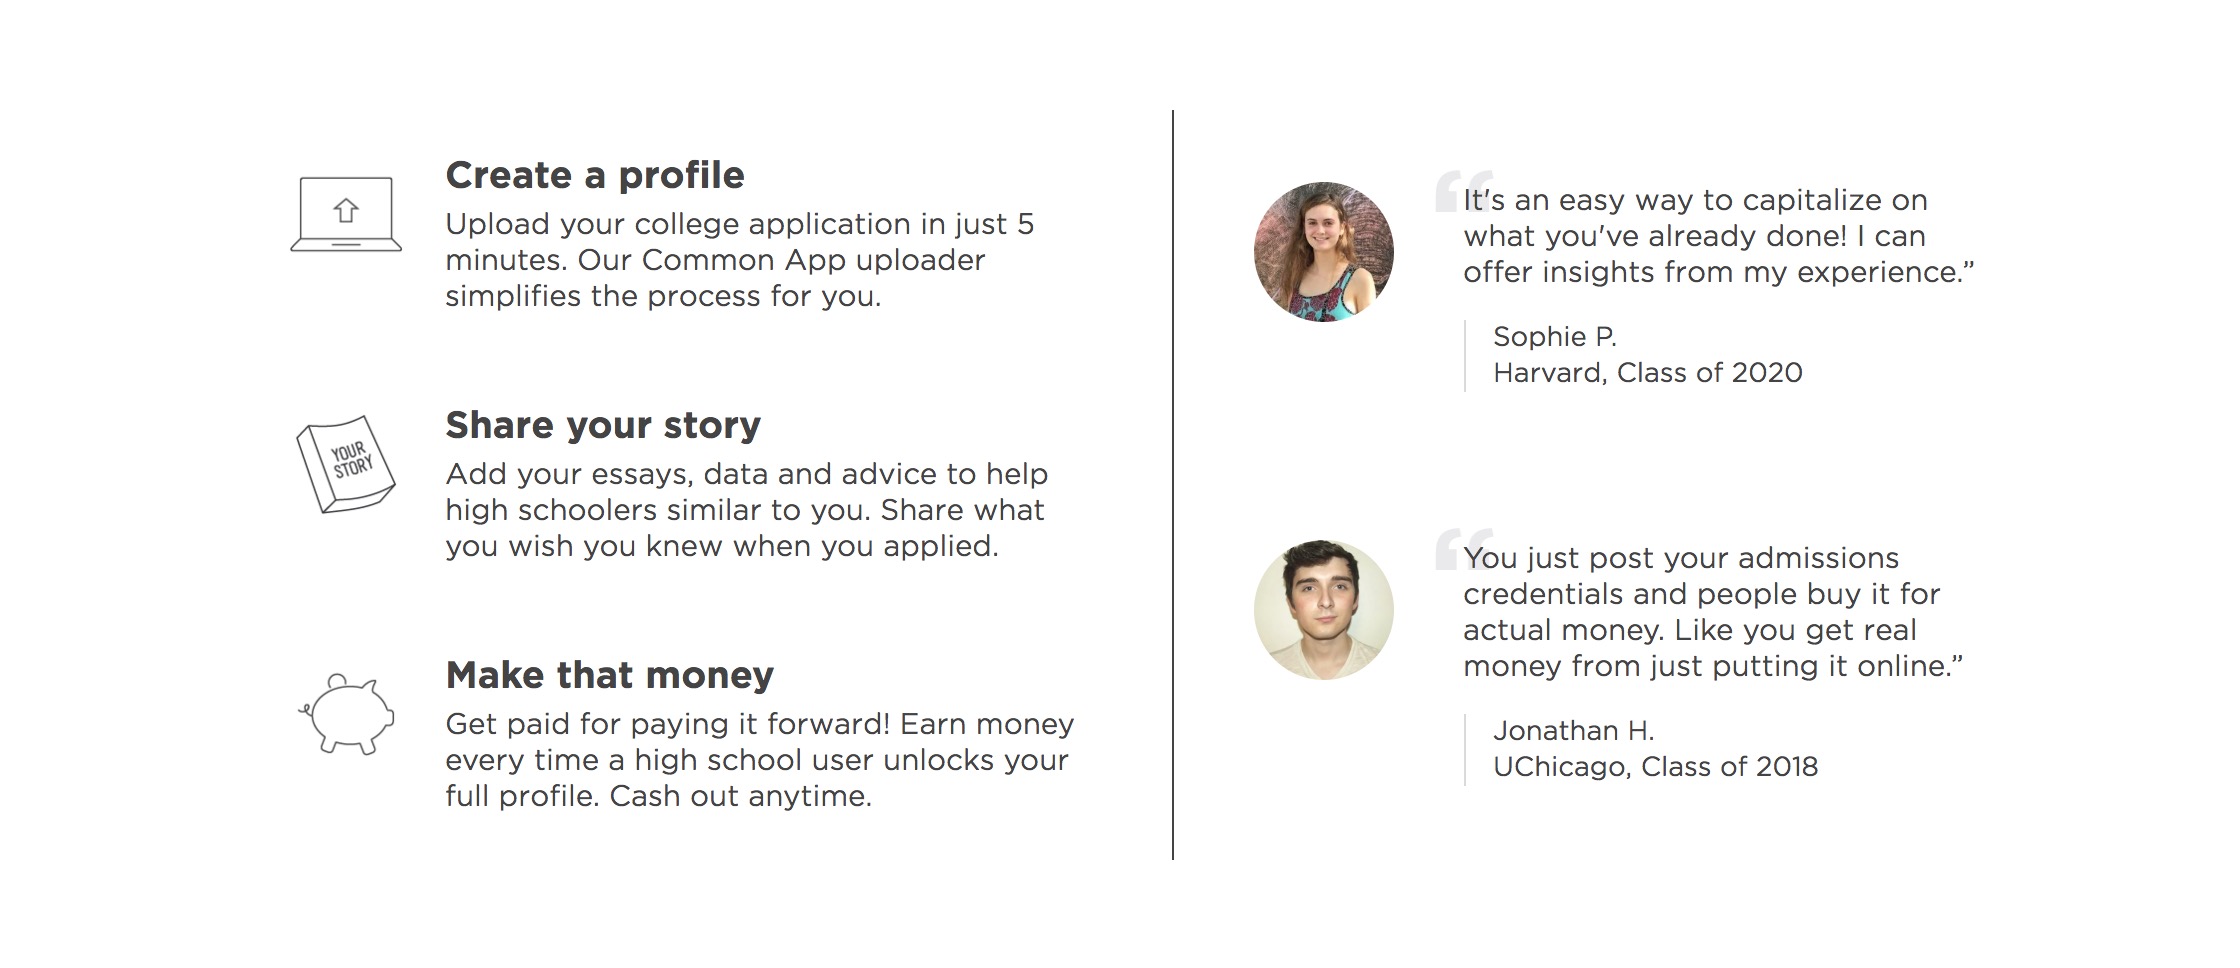 Create a profile
Upload your college application in just 5
minutes. Our Common App uploader
simplifies the process for you.
YOUR
STORY
Share your story
Add your essays, data and advice to help
high schoolers similar to you. Share what
you wish you knew when you applied.
Make that money
Get paid for paying it forward! Earn money
every time a high school user unlocks your
full profile. Cash out anytime.
“It's an easy way to capitalize on
what you've already done! I can
offer insights from my experience.”
Sophie P.
Harvard, Class of 2020
“You just post your admissions
credentials and people buy it for
actual money. Like you get real
money from just putting it online.”
Jonathan H.
UChicago, Class of 2018